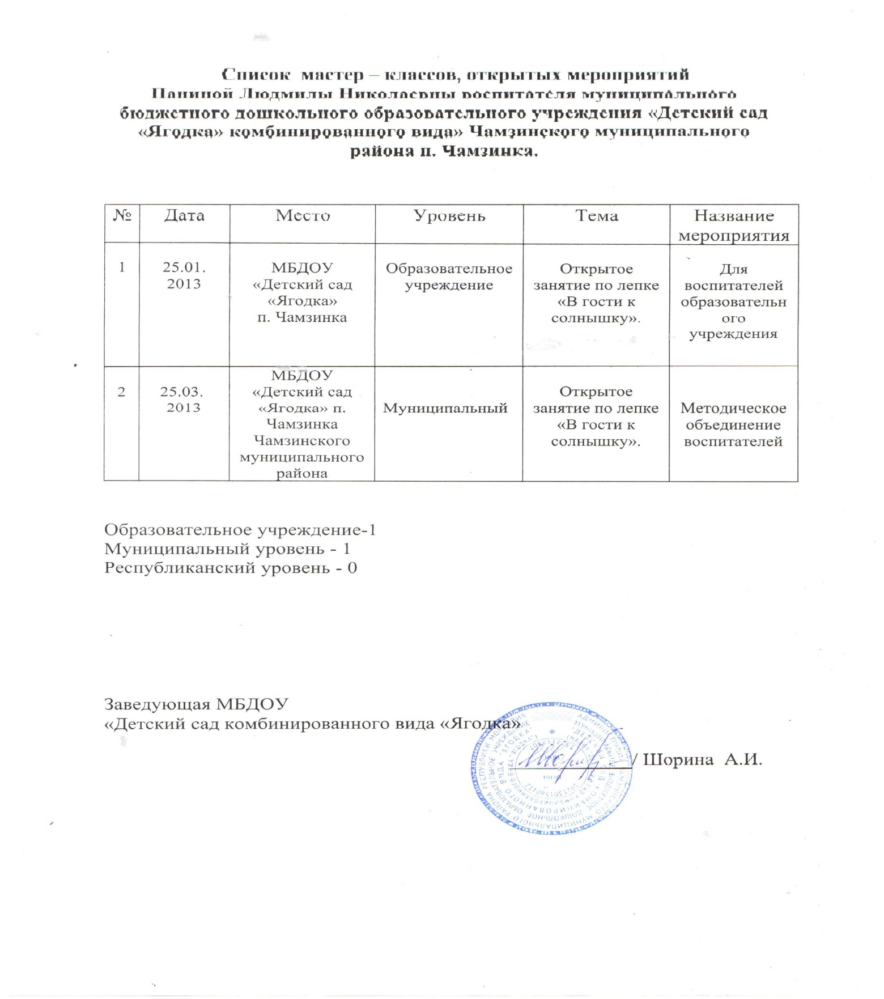 Список мастер – классов, открытых мероприятий
Паниной Людмилы Николаевны воспитателя муниципального
бюджетного дошкольного образовательного учреждения «Детский сад
«Ягодка» комбинированного вида» Чамзинского муниципального
района п. Чамзинка.
№ Дата Место Уровень Тема Название
мероприятия
1
25.01.
2013
МБДОУ
«Детский сад
«Ягодка»
п. Чамзинка
Образовательное
учреждение
Открытое
занятие по лепке
«В гости к
солнышку».
Для
воспитателей
образовательн
ого
учреждения
2
25.03.
2013
МБДОУ
«Детский сад
«Ягодка» п.
Чамзинка
Чамзинского
муниципального
района
Муниципальный
Открытое
занятие по лепке
«В гости к
солнышку».
Методическое
объединение
воспитателей
Образовательное учреждение-1
Муниципальный уровень - 1
Республиканский уровень - 0
Заведующая МБДОУ
«Детский сад комбинированного вида «Ягодка»
/ Шорина А.И.